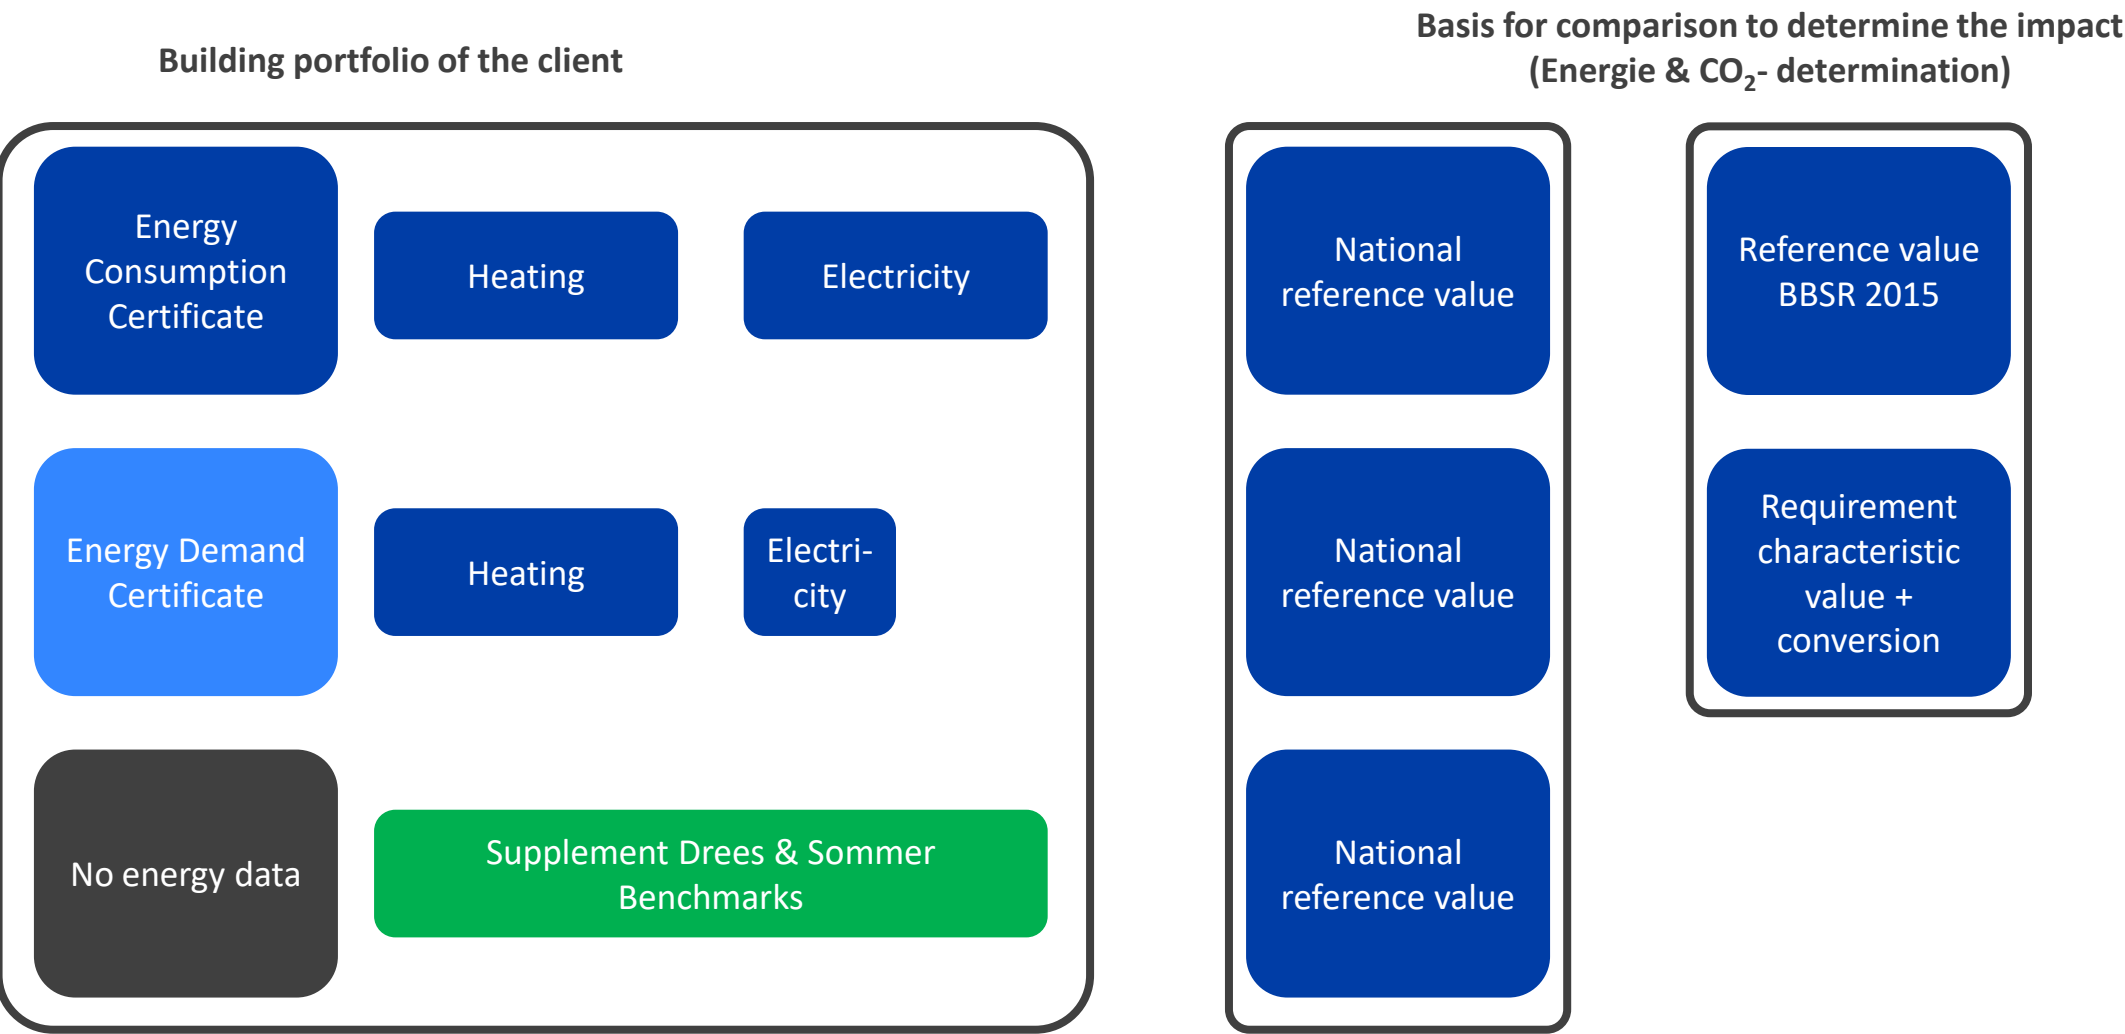 Building portfolio of the client
Basis for comparison to determine the impact
(Energie & CO₂- determination)
Energy
Consumption
Certificate
Heating
Electricity
National
reference value
Reference value
BBSR 2015
Energy Demand
Certificate
Heating
Electri-
city
National
reference value
Requirement
characteristic
value +
conversion
No energy data
Supplement Drees & Sommer
Benchmarks
National
reference value